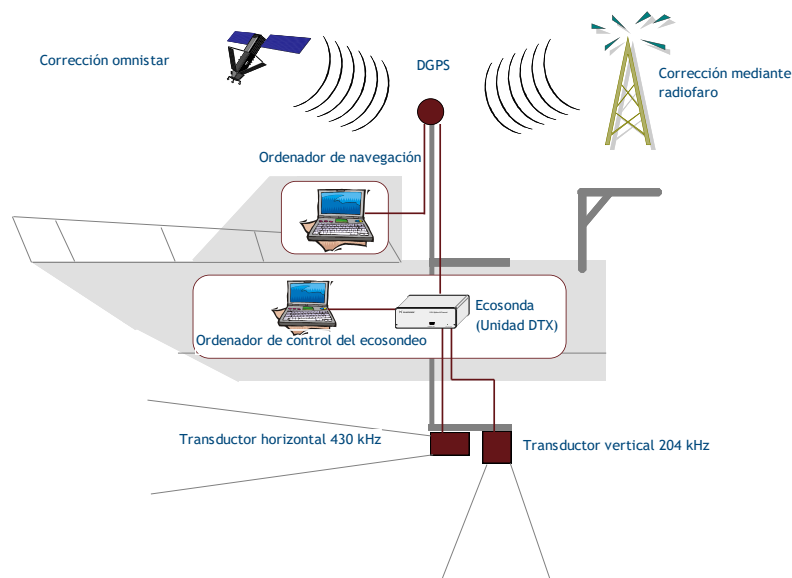 Corrección omnistar
DGPS
Corrección mediante
radiofaro
Ordenador de navegación
Ecosonda
(Unidad DTX)
Ordenador de control del ecosondeo
Transductor horizontal 430 kHz
Transductor vertical 204 kHz